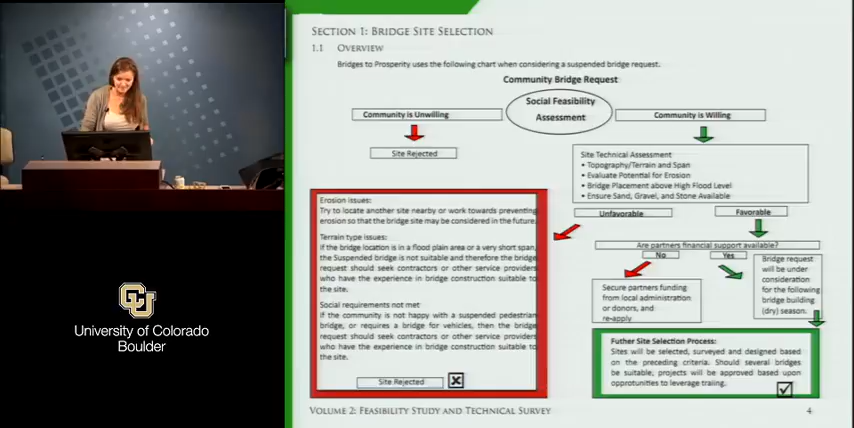 SECTION 1: BRIDGE SITE SELECTION
1.1 OVERVIEW
Bridges to Prosperity uses the following chart when considering a suspended bridge request.
Community Bridge Request
Social Feasibility
Assessment
Community is Unwilling
Community is Willing
Site Rejected
Site Technical Assessment
• Topography/Terrain and Span
• Evaluate Potential for Erosion
• Bridge Placement above High Flood Level
• Ensure Sand, Gravel, and Stone Available
Unfavorable
Favorable
Erosion issues:
Try to locate another site nearby or work towards preventing
erosion so that the bridge site may be considered in the future.
Terrain type issues:
If the bridge location is in a flood plain area or a very short span,
the Suspended bridge is not suitable and therefore the bridge
request should seek contractors or other service providers
who have the experience in bridge construction suitable to
the site.
Social requirements not met
If the community is not happy with a suspended pedestrian
bridge, or requires a bridge for vehicles, then the bridge
request should seek contractors or other service providers
who have the experience in bridge construction suitable to
the site.
Site Rejected
Are partners financial support available?
No
Yes
Secure partners funding
from local administration
or donors, and
re-apply
Bridge request
will be under
consideration
for the following
bridge building
(dry) season.
Futher Site Selection Process:
Sites will be selected, surveyed and designed based
on the preceding criteria. Should several bridges
be suitable; projects will be approved based upon
opportunities to leverage traiing.
VOLUME 2: FEASIBILITY STUDY AND TECHNICAL SURVEY
4
CU
University of Colorado
Boulder